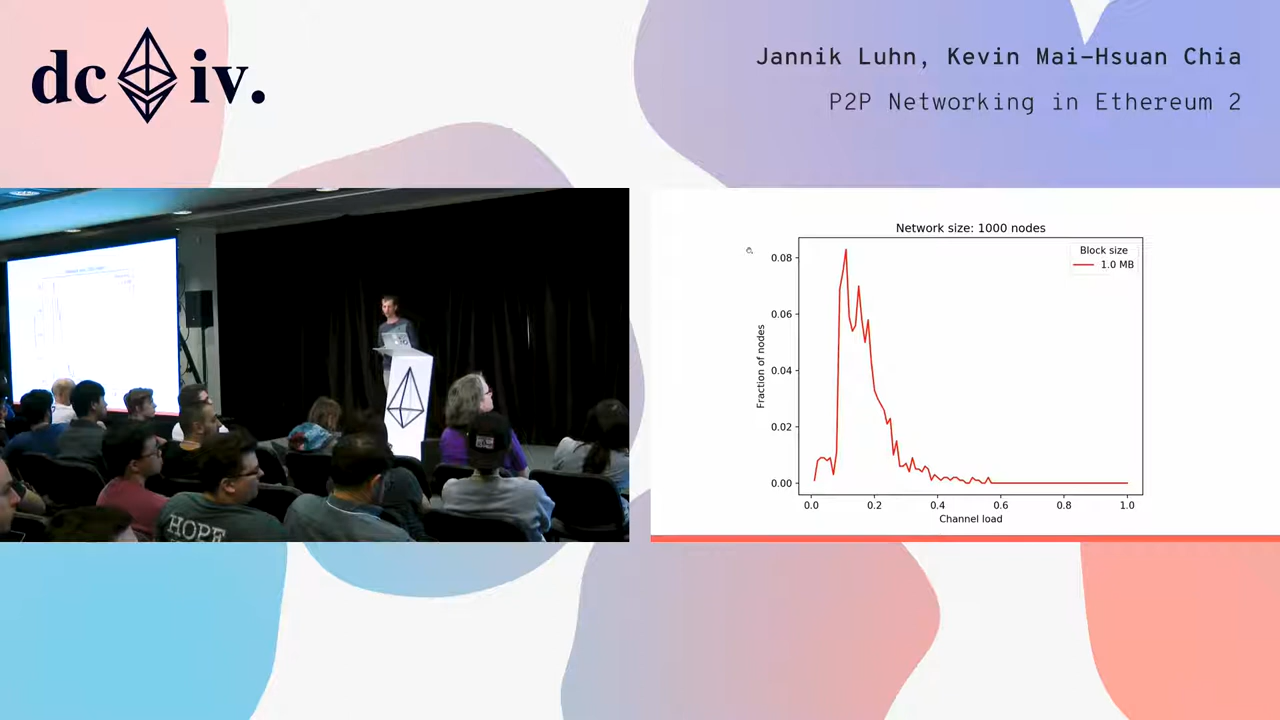 dc iv.
Jannik Luhn, Kevin Mai-Hsuan Chia
P2P Networking in Ethereum 2
Network size: 1000 nodes
Block size
1.0 MB
Fraction of nodes
0.08
0.06
0.04
0.02
0.00
0.0 0.2 0.4 0.6 0.8 1.0
Channel load
HOPE